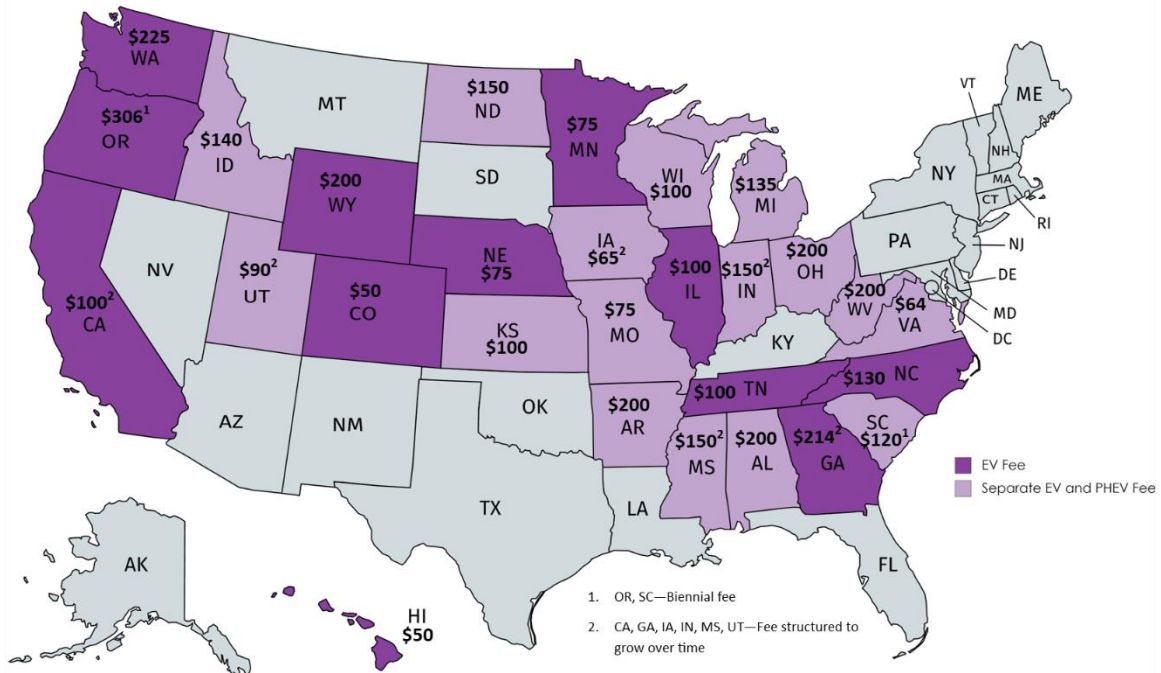 $225
WA
$306¹
OR
$140
ID
MT
$150
ND
$75
MN
SD
$200
WY
WI
$100
$135
MI
VT
ME
NH
NY
MA
CT
RI
NV
$90²
UT
$50
CO
NE
$75
IA
$65²
$100
IL
$150²
IN
$200
OH
PA
NJ
DE
MD
DC
$200
WV
$64
VA
$100²
CA
KS
$100
$75
MO
KY
AZ
NM
OK
$200
AR
$100 TN
$130 NC
SC
$120¹
$150²
MS
$200
AL
$214²
GA
TX
LA
FL
EV Fee
Separate EV and PHEV Fee
AK
HI
$50
1. OR, SC—Biennial fee
2. CA, GA, IA, IN, MS, UT—Fee structured to
grow over time